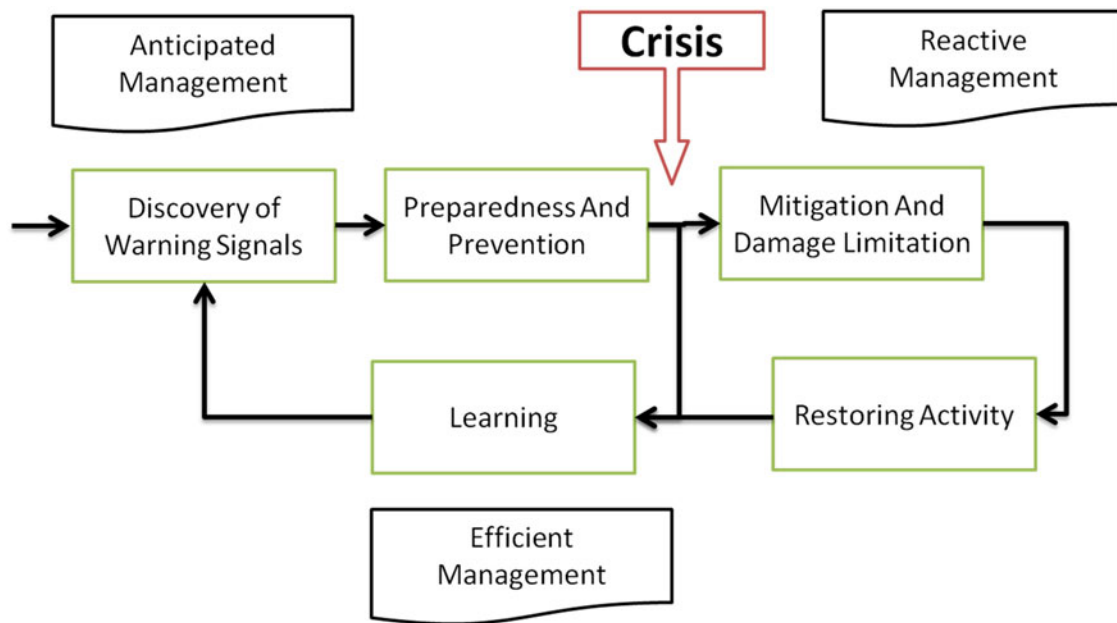 Anticipated
Management
Crisis
Reactive
Management
Discovery of
Warning Signals
Preparedness And
Prevention
Mitigation And
Damage Limitation
Learning
Restoring Activity
Efficient
Management